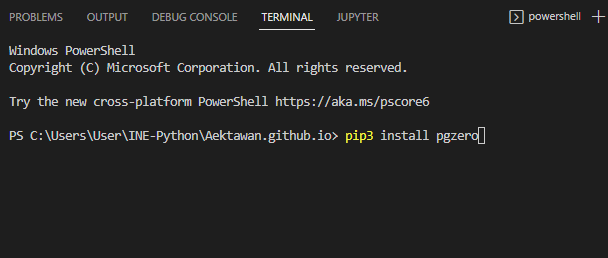 PROBLEMS OUTPUT DEBUG CONSOLE TERMINAL JUPYTER powershell
Windows PowerShell
Copyright (C) Microsoft Corporation. All rights reserved.
Try the new cross-platform PowerShell https://aka.ms/pscore6
PS C:\Users\User\INE-Python\Aektawan.github.io> pip3 install pgzero